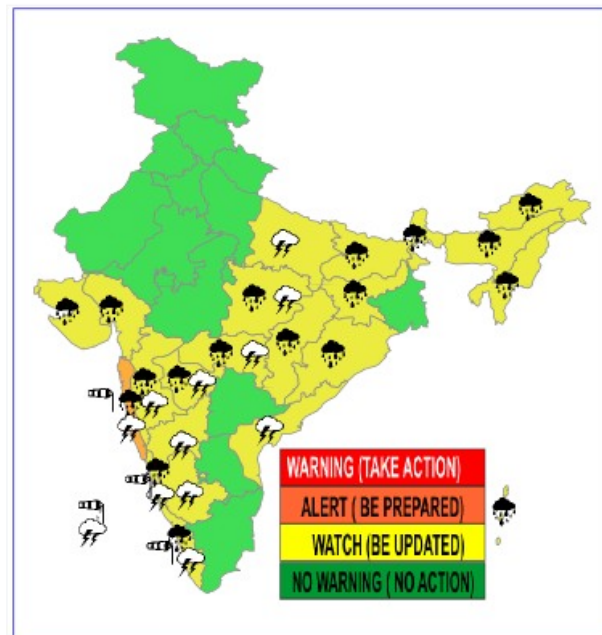 WARNING (TAKE ACTION)
ALERT ( BE PREPARED)
WATCH (BE UPDATED)
NO WARNING ( NO ACTION)